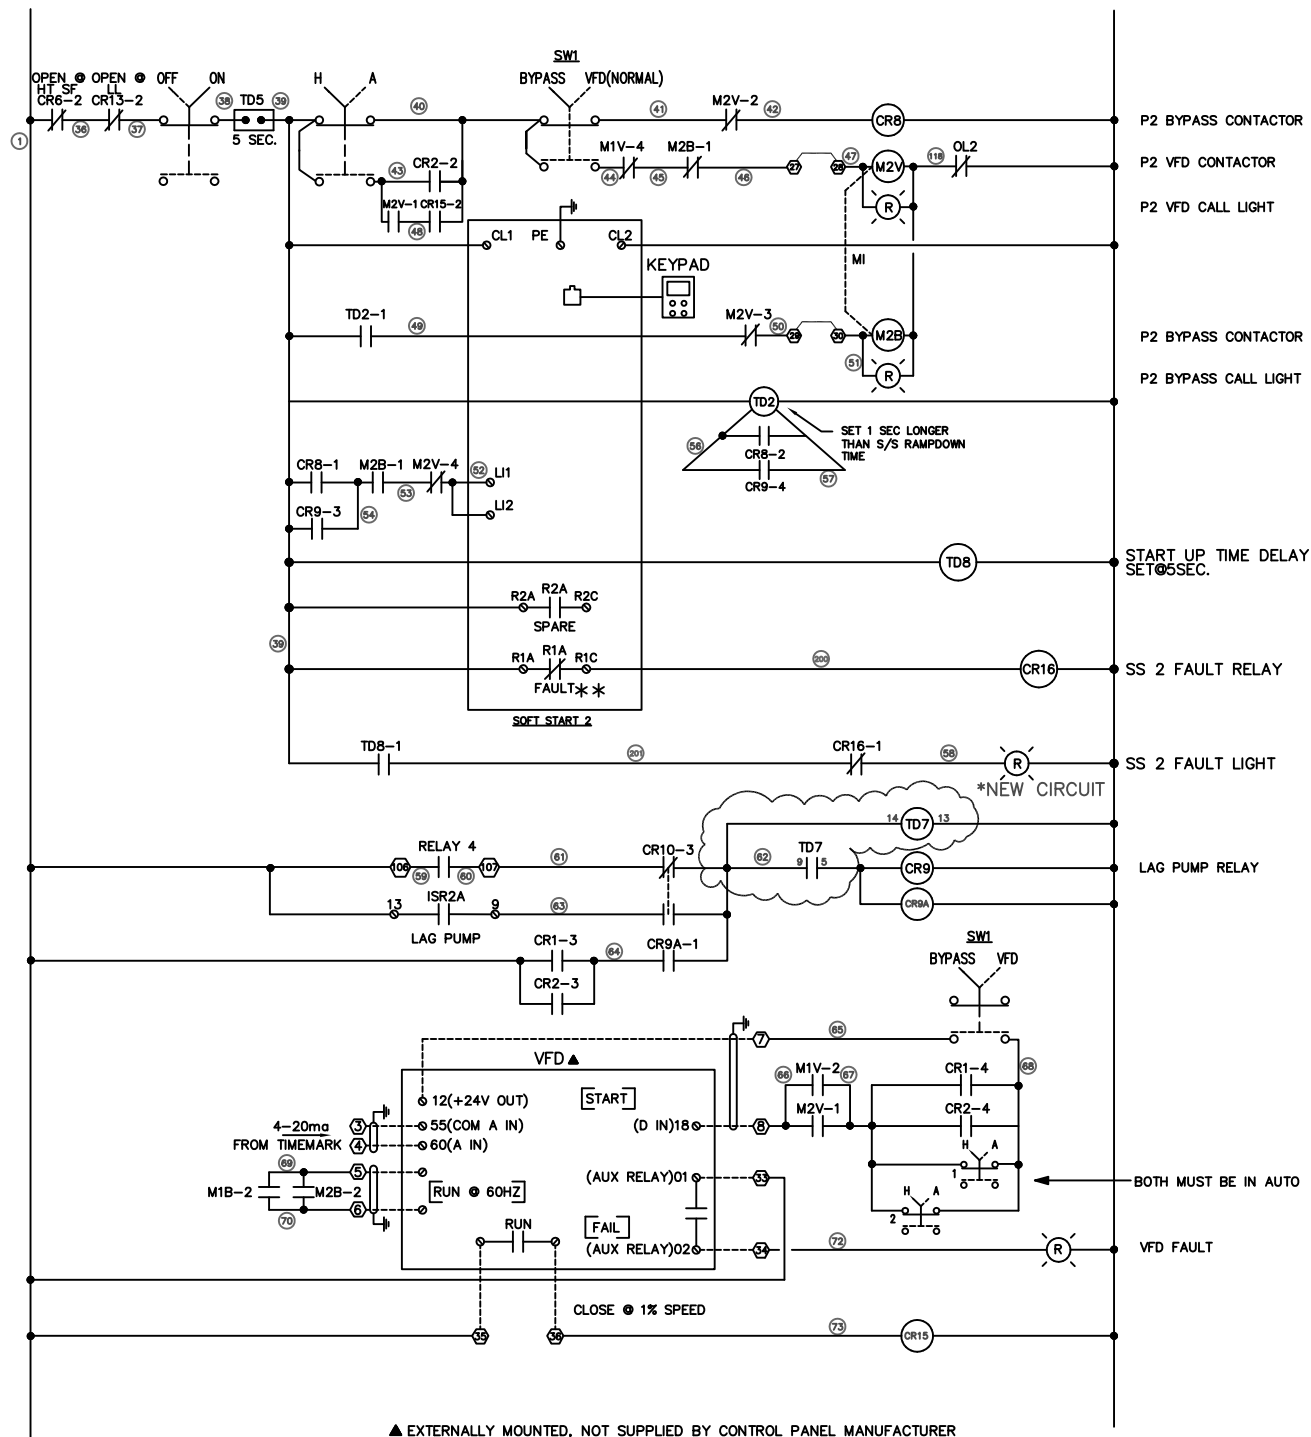 SW1
OPEN @ OPEN @ OFF ON H A BYPASS VFD(NORMAL)
HT SF LL
CR6-2 CR13-2 38 TD5 39 40 41 M2V-2 42
CR8 P2 BYPASS CONTACTOR
1 36 37 5 SEC.
M1V-4 M2B-1 47 118 OL2
43 CR2-2 44 45 46 27 28 M2V P2 VFD CONTACTOR
M2V-1 CR15-2 48 R P2 VFD CALL LIGHT
CL1 PE CL2
MI
KEYPAD
TD2-1 49 M2V-3 50 29 30 M2B P2 BYPASS CONTACTOR
51 R P2 BYPASS CALL LIGHT
TD2
SET 1 SEC LONGER
THAN S/S RAMPDOWN
TIME
56 CR8-2
CR9-4 57
CR8-1 M2B-1 M2V-4 52 LI1
53
CR9-3 54 LI2
TD8 START UP TIME DELAY
SET@5SEC.
R2A R2A R2C
SPARE
39 R1A R1A R1C 200 CR16 SS 2 FAULT RELAY
FAULT**
SOFT START 2
TD8-1 201 CR16-1 58 R SS 2 FAULT LIGHT
*NEW CIRCUIT
14 TD7 13
RELAY 4 CR10-3 TD7
106 59 60 107 61 62 9 5 CR9 LAG PUMP RELAY
ISR2A
13 9 63 CR9A
LAG PUMP
CR1-3 64 CR9A-1
CR2-3
SW1
BYPASS VFD
7 65
VFD▲ 68
M1V-2 CR1-4
66 67
12(+24V OUT) [START]
4-20ma 3 55(COM A IN) (D IN)18 8 M2V-1 CR2-4
FROM TIMEMARK 4 60(A IN)
H A
69 5 (AUX RELAY)01 33 1 BOTH MUST BE IN AUTO
M1B-2 M2B-2 [RUN @ 60HZ]
H A
70 6 2
RUN [FAIL]
(AUX RELAY)02 34 72 R VFD FAULT
CLOSE @ 1% SPEED
35 36 73 CR15
▲ EXTERNALLY MOUNTED, NOT SUPPLIED BY CONTROL PANEL MANUFACTURER